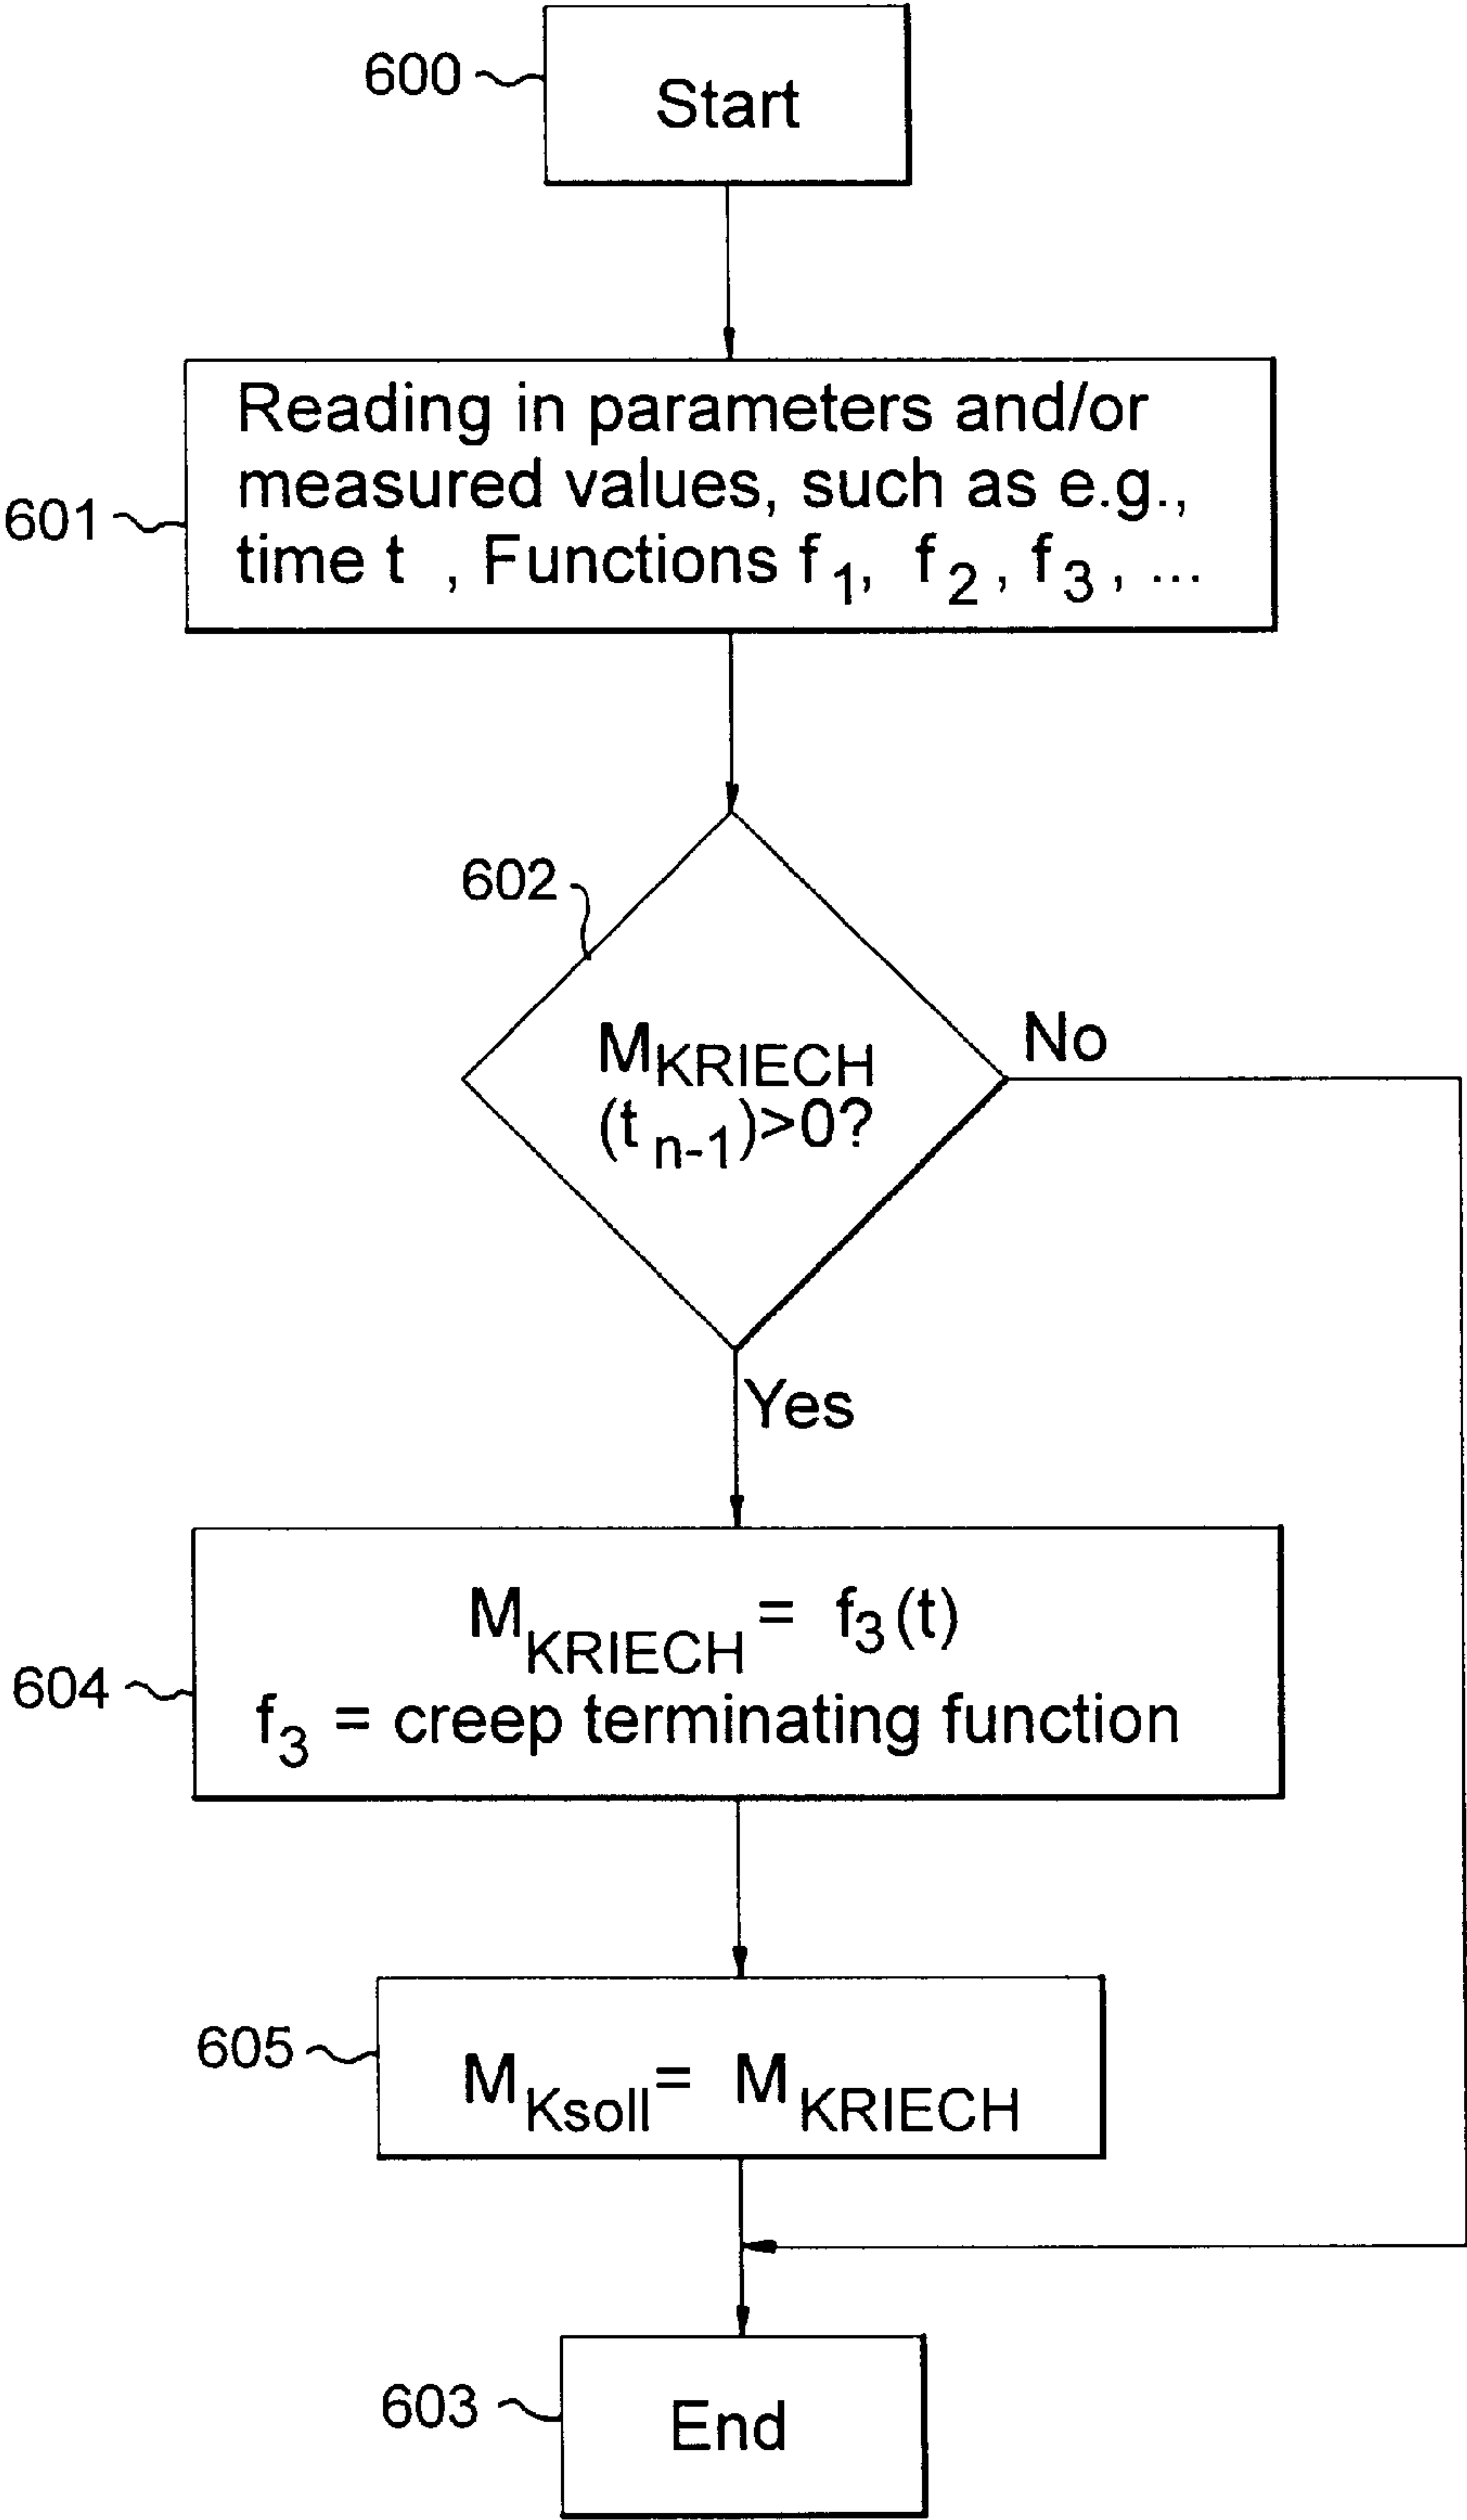 600
Start
601
Reading in parameters and/or
measured values, such as e.g.,
time t , Functions f1, f2, f3, ...
602
MKRIECH
(t n-1)>0?
No
Yes
604
MKRIECH = f3(t)
f3 = creep terminating function
605
MKsoll= MKRIECH
603
End